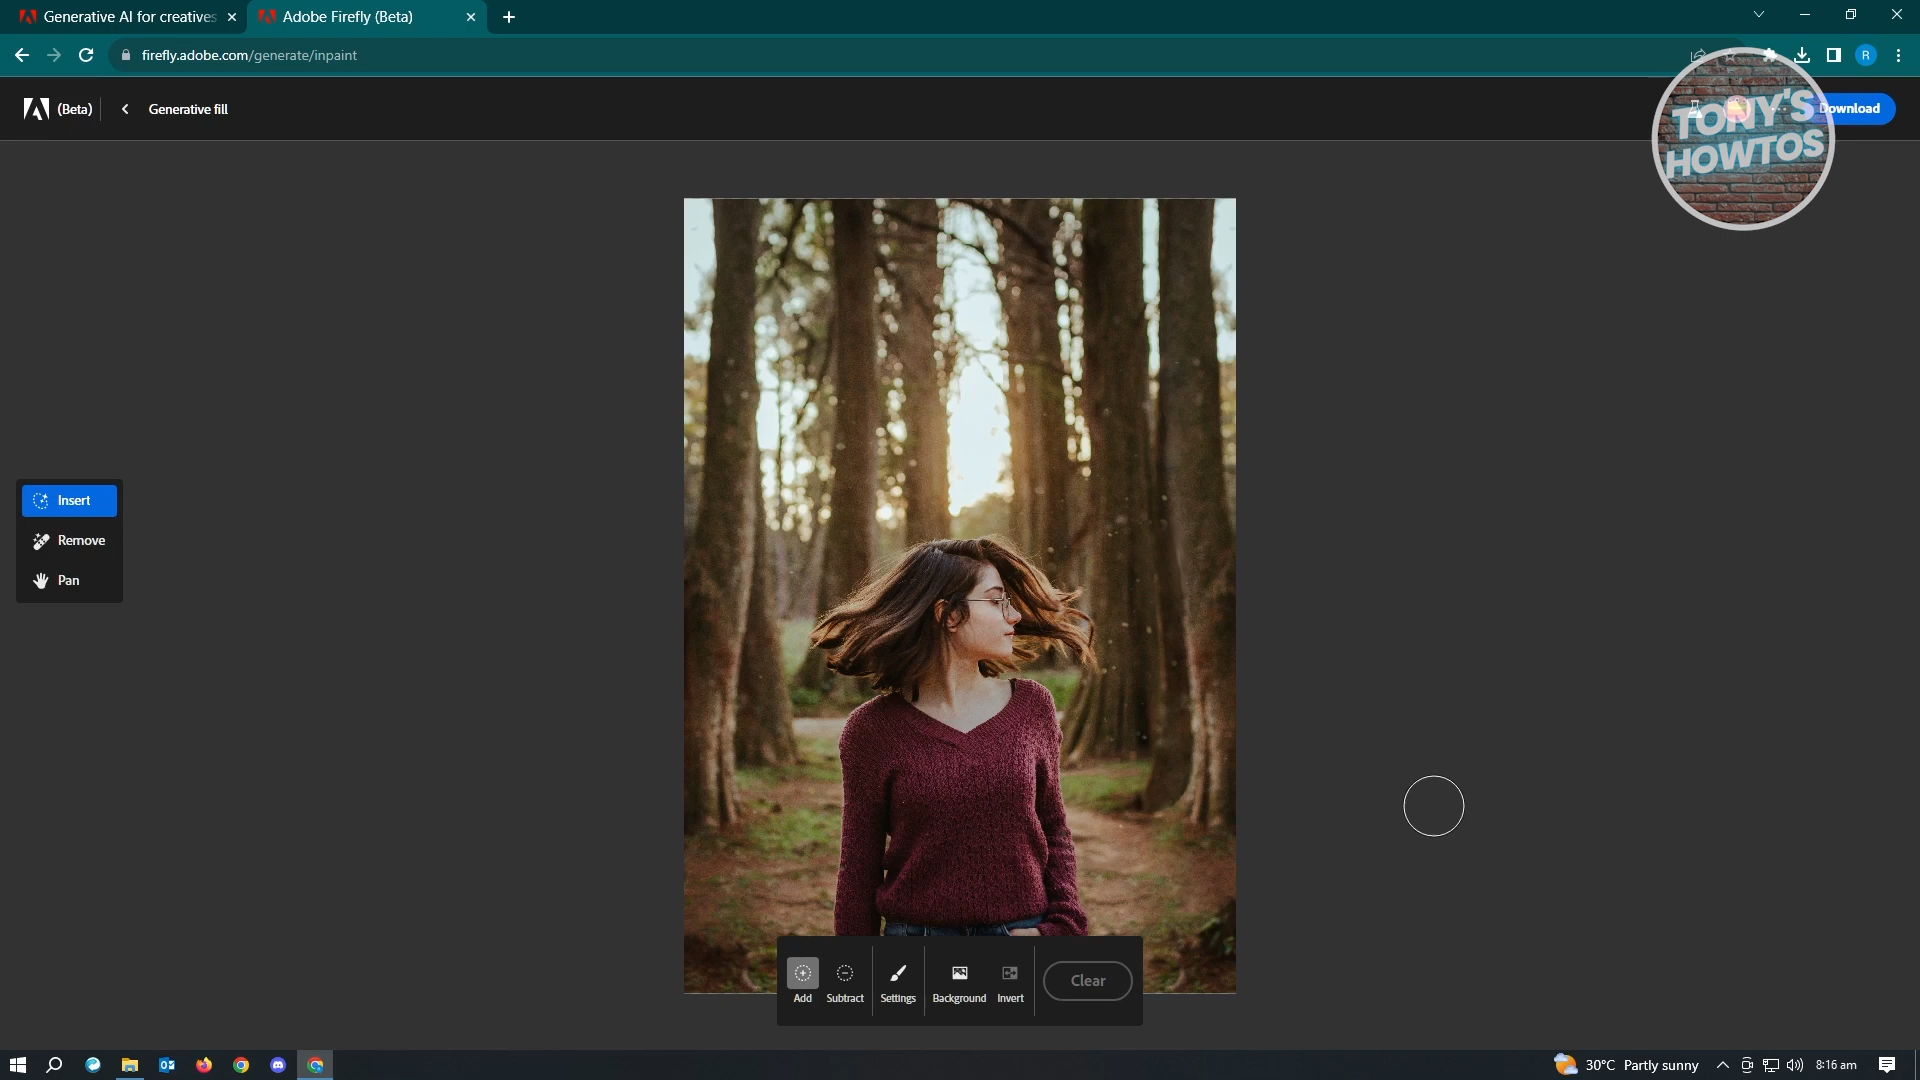 Generative AI for creatives
Adobe Firefly (Beta)
firefly.adobe.com/generate/inpaint
R
(Beta)
Generative fill
Download
TONY'S
HOWTOS
Insert
Remove
Pan
Add
Subtract
Settings
Background
Invert
Clear
30°C Partly sunny
8:16 am